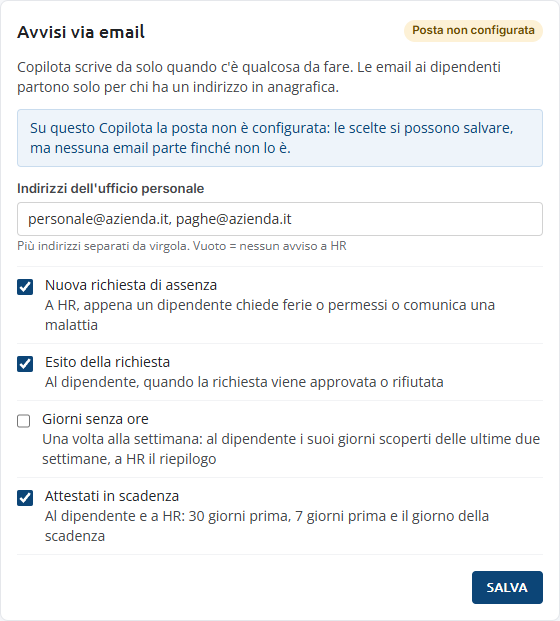 Avvisi via email
Posta non configurata
Copilota scrive da solo quando c'è qualcosa da fare. Le email ai dipendenti
partono solo per chi ha un indirizzo in anagrafica.
Su questo Copilota la posta non è configurata: le scelte si possono salvare,
ma nessuna email parte finché non lo è.
Indirizzi dell'ufficio personale
personale@azienda.it, paghe@azienda.it
Più indirizzi separati da virgola. Vuoto = nessun avviso a HR
Nuova richiesta di assenza
A HR, appena un dipendente chiede ferie o permessi o comunica una
malattia
Esito della richiesta
Al dipendente, quando la richiesta viene approvata o rifiutata
Giorni senza ore
Una volta alla settimana: al dipendente i suoi giorni scoperti delle ultime due
settimane, a HR il riepilogo
Attestati in scadenza
Al dipendente e a HR: 30 giorni prima, 7 giorni prima e il giorno della
scadenza
SALVA